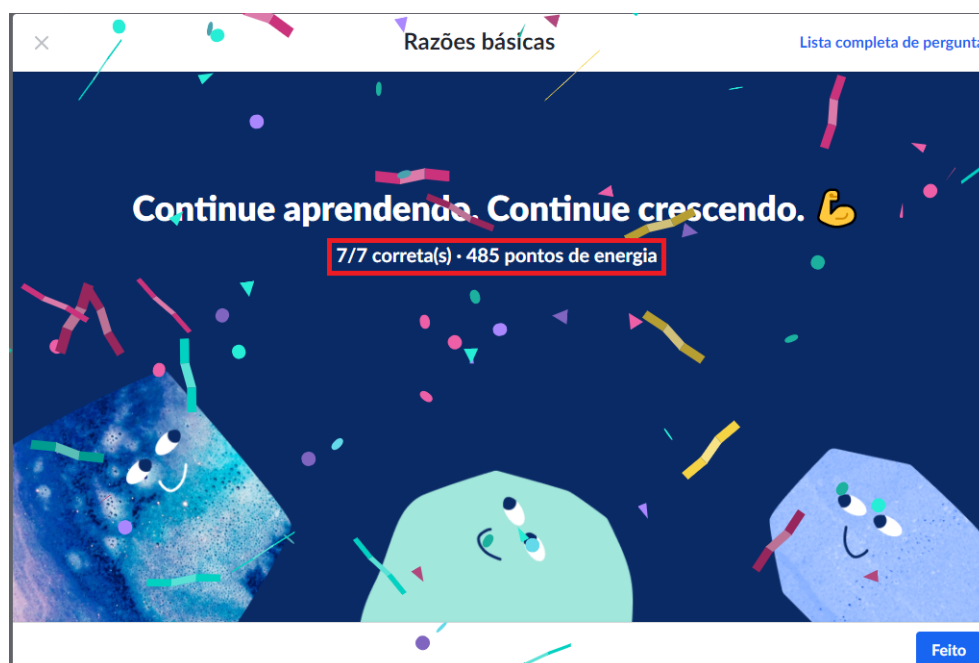 Razões básicas
Lista completa de pergunta
Continue aprendendo. Continue crescendo. 💪
7/7 correta(s) · 485 pontos de energia
Feito